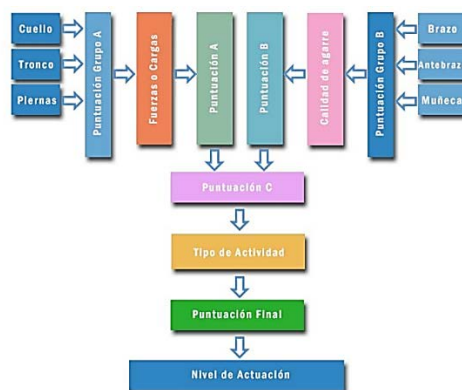 Cuello
Tronco
Piernas
Puntuación Grupo A
Fuerzas o Cargas
Puntuación A
Puntuación B
Calidad de agarre
Puntuación Grupo B
Brazo
Antebraz
Muñeca
Puntuación C
Tipo de Actividad
Puntuación Final
Nivel de Actuación